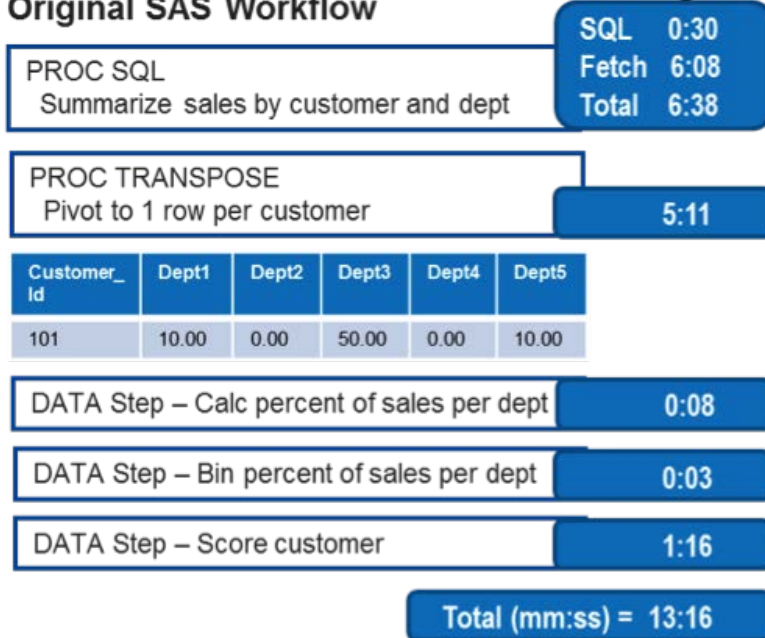 Original SAS Workflow
SQL 0:30
Fetch 6:08
Total 6:38
PROC SQL
Summarize sales by customer and dept
PROC TRANSPOSE
Pivot to 1 row per customer
5:11
Customer_Id Dept1 Dept2 Dept3 Dept4 Dept5
101 10.00 0.00 50.00 0.00 10.00
DATA Step – Calc percent of sales per dept 0:08
DATA Step – Bin percent of sales per dept 0:03
DATA Step – Score customer 1:16
Total (mm:ss) = 13:16